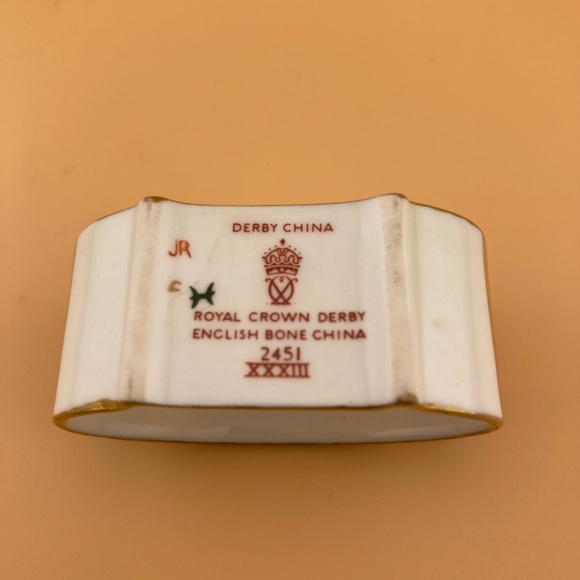 DERBY CHINA
JR
C
ROYAL CROWN DERBY
ENGLISH BONE CHINA
2451
XXXIII